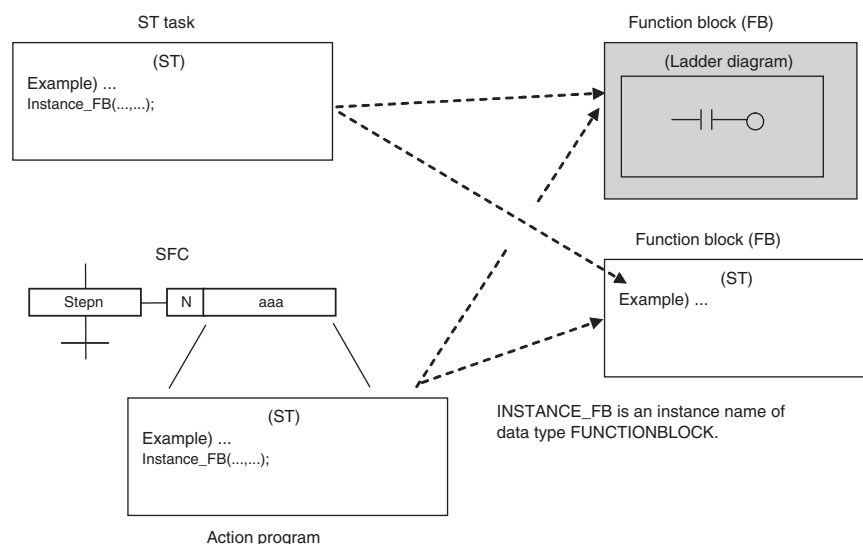 ST task
(ST)
Example) ...
Instance_FB(...,...);
Function block (FB)
(Ladder diagram)
SFC
Stepn
N
aaa
Function block (FB)
(ST)
Example) ...
(ST)
Example) ...
Instance_FB(...,...);
Action program
INSTANCE_FB is an instance name of
data type FUNCTIONBLOCK.